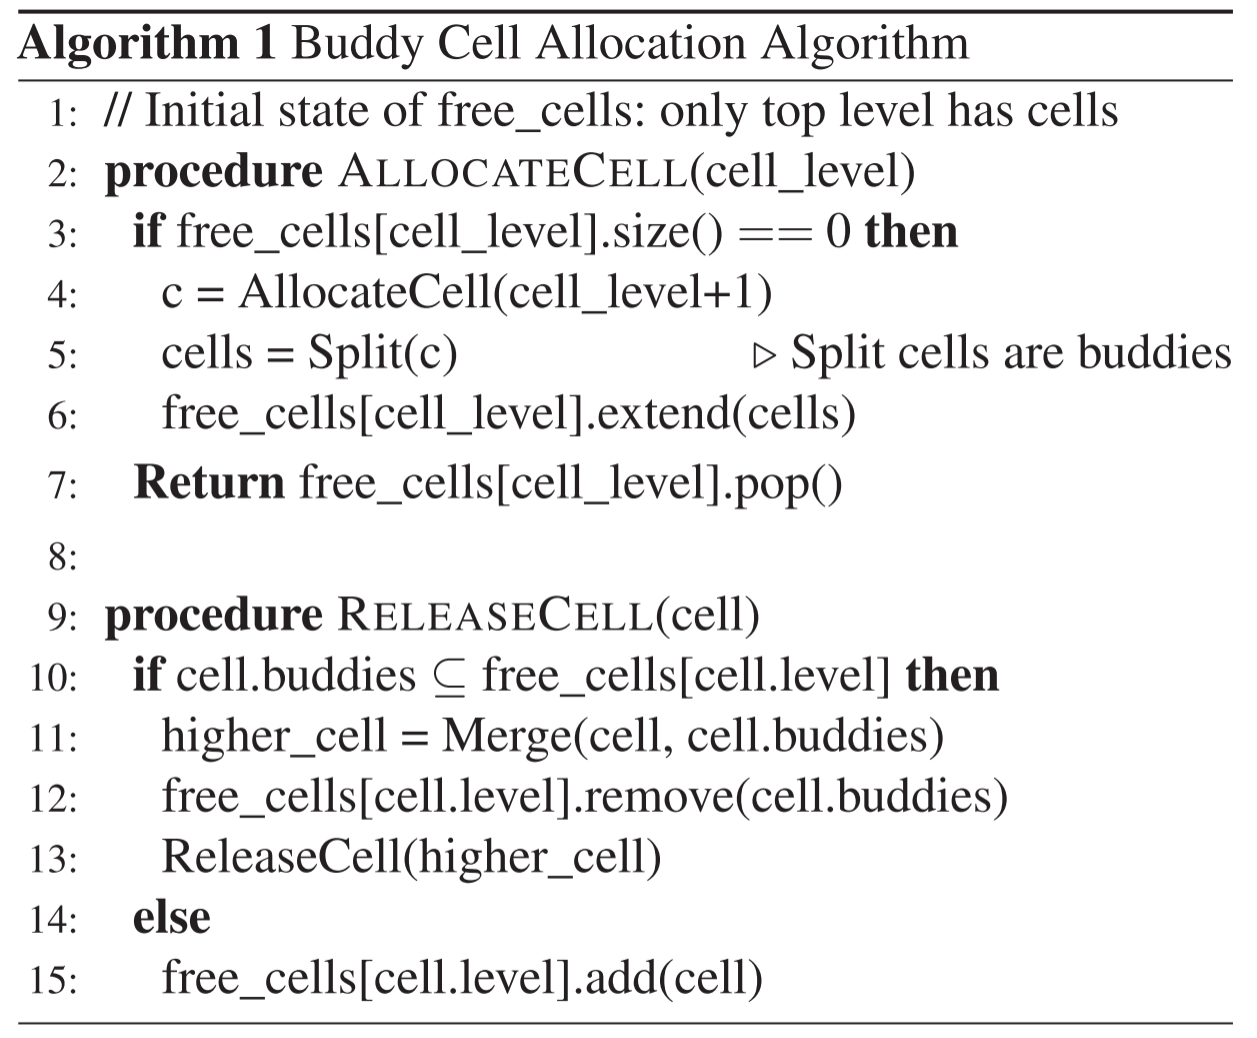 Algorithm 1 Buddy Cell Allocation Algorithm
1: // Initial state of free_cells: only top level has cells
2: procedure ALLOCATECELL(cell_level)
3: if free_cells[cell_level].size() == 0 then
4: c = AllocateCell(cell_level+1)
5: cells = Split(c) ▷ Split cells are buddies
6: free_cells[cell_level].extend(cells)
7: Return free_cells[cell_level].pop()
8:
9: procedure RELEASECELL(cell)
10: if cell.buddies ⊆ free_cells[cell.level] then
11: higher_cell = Merge(cell, cell.buddies)
12: free_cells[cell.level].remove(cell.buddies)
13: ReleaseCell(higher_cell)
14: else
15: free_cells[cell.level].add(cell)